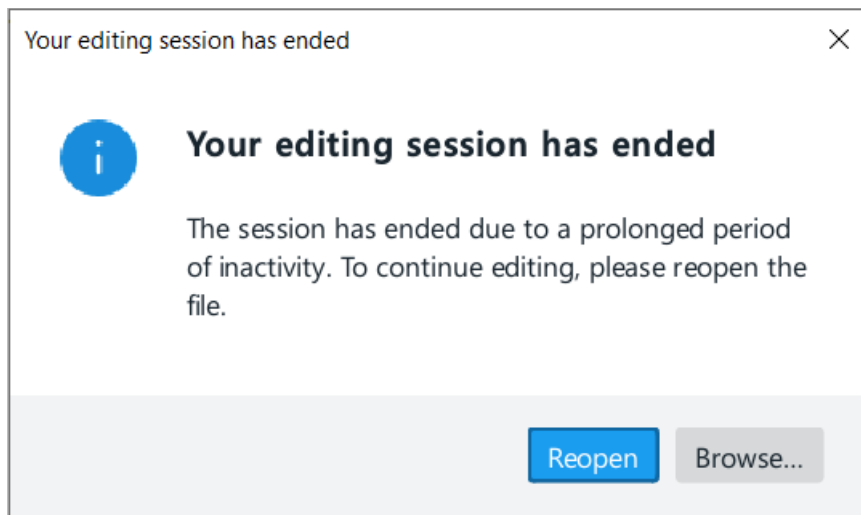 Your editing session has ended
Your editing session has ended
The session has ended due to a prolonged period
of inactivity. To continue editing, please reopen the
file.
Reopen
Browse...